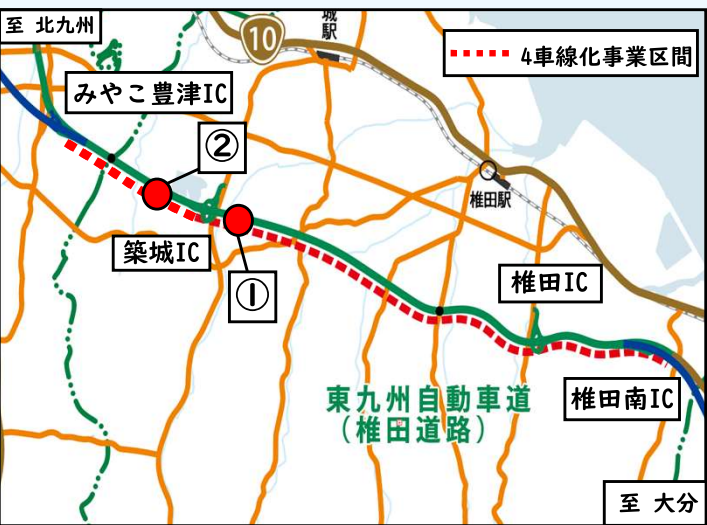 至 北九州
城駅
10
4車線化事業区間
みやこ豊津IC
②
椎田駅
築城IC
①
椎田IC
東九州自動車道
(椎田道路)
椎田南IC
至 大分